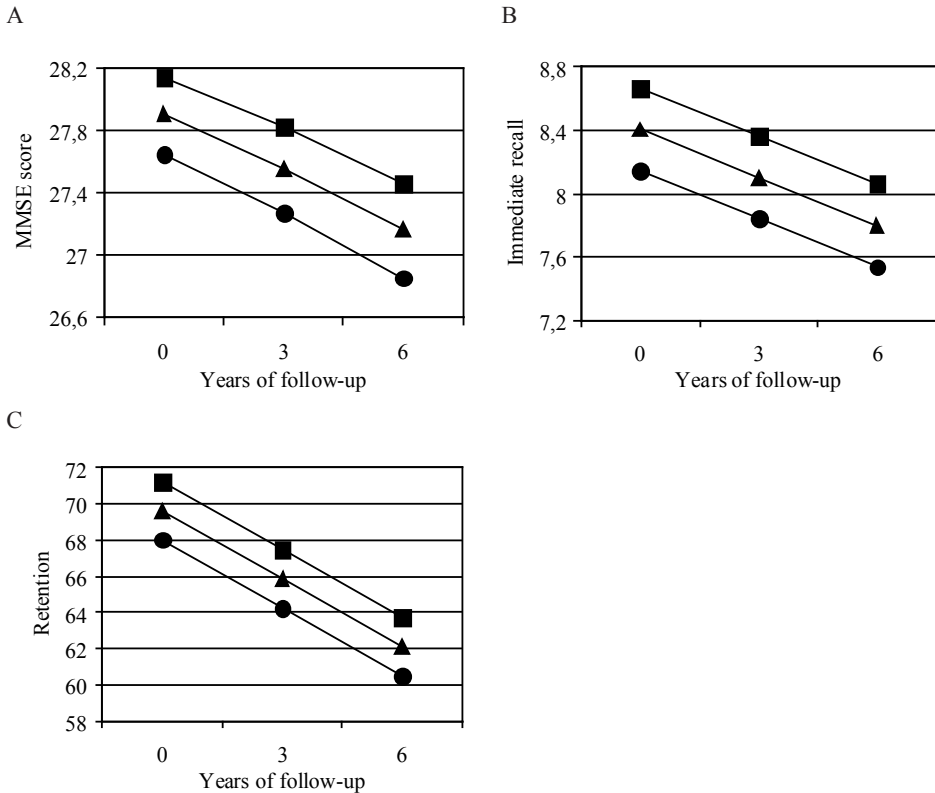 A
MMSE score
28,2
27,8
27,4
27
26,6
0 3 6
Years of follow-up
B
Immediate recall
8,8
8,4
8
7,6
7,2
0 3 6
Years of follow-up
C
Retention
72
70
68
66
64
62
60
58
0 3 6
Years of follow-up